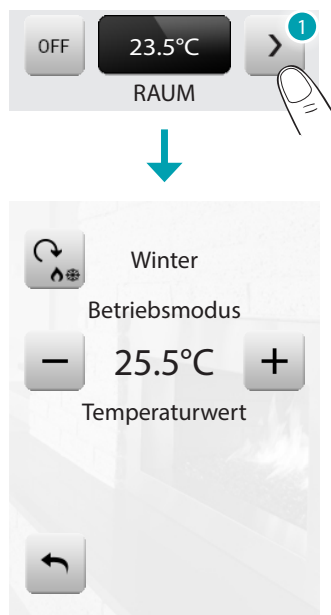 OFF 23.5°C > 1
RAUM
Winter
Betriebsmodus
− 25.5°C +
Temperaturwert